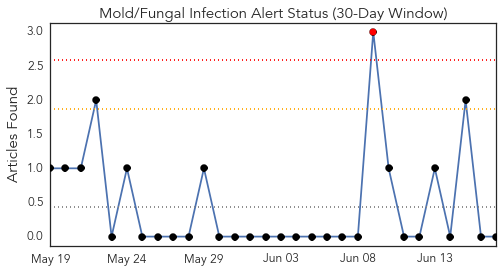 Mold/Fungal Infection Alert Status (30-Day Window)
Articles Found
3.0
2.5
2.0
1.5
1.0
0.5
0.0
May 19
May 24
May 29
Jun 03
Jun 08
Jun 13